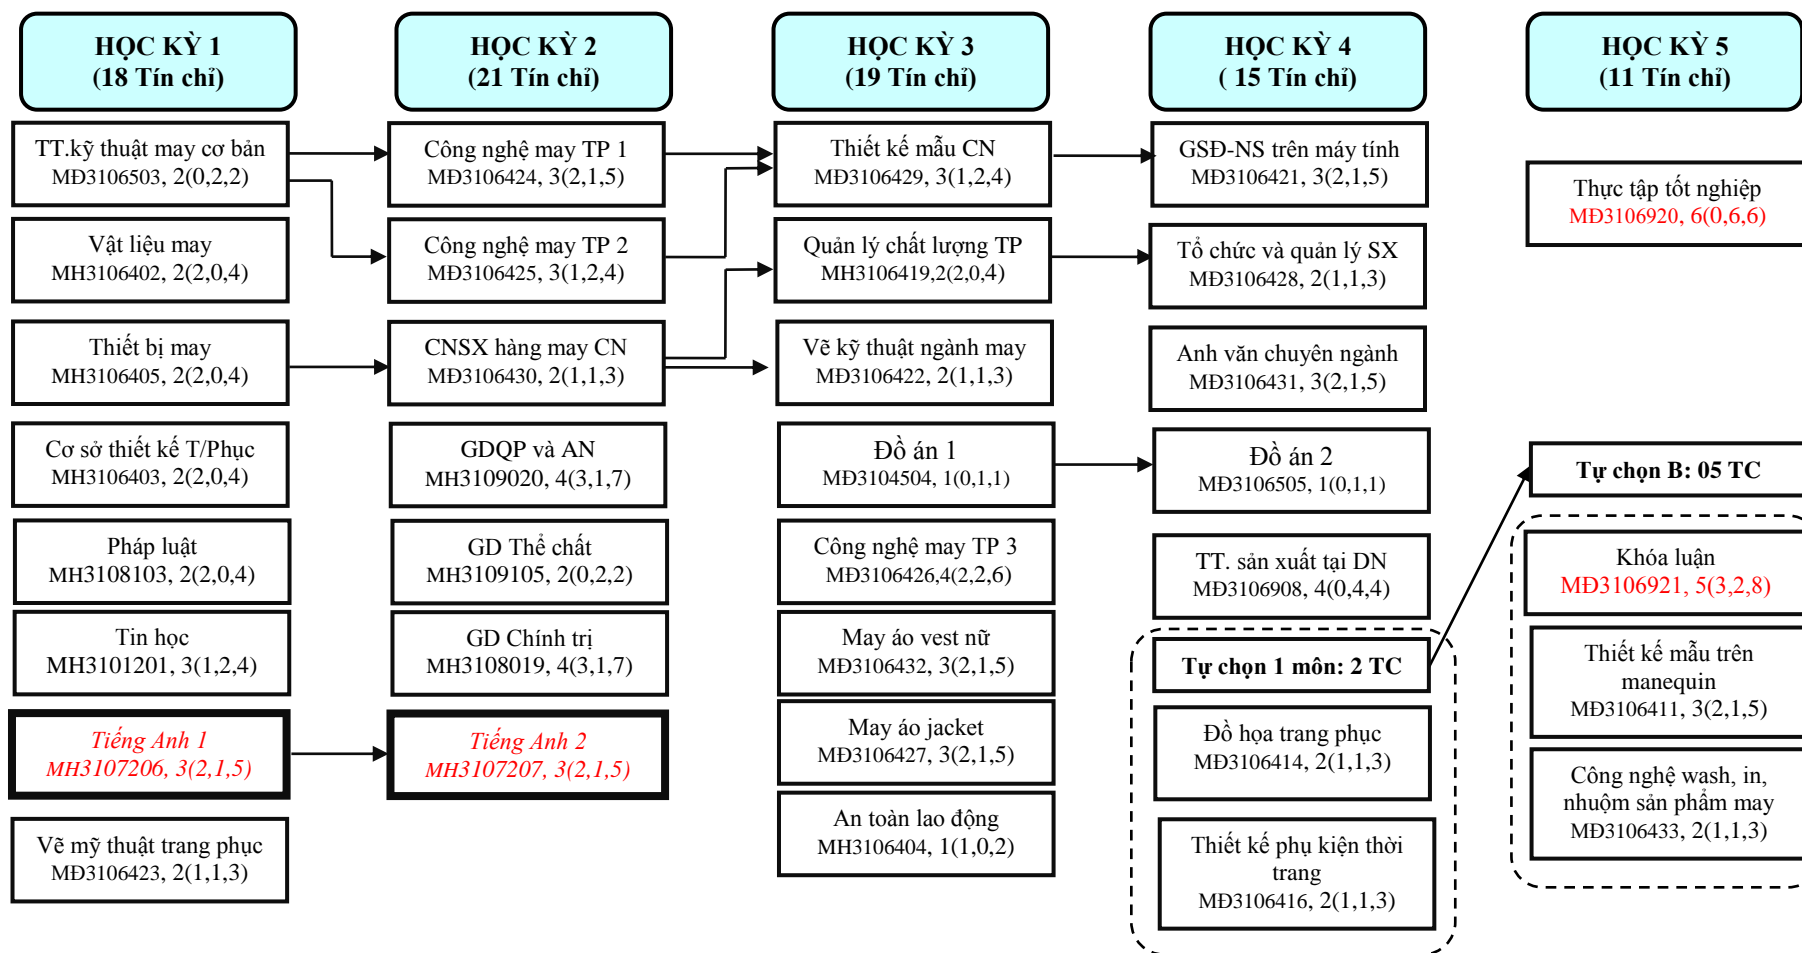 HỌC KỲ 1
(18 Tín chỉ)
TT.kỹ thuật may cơ bản
MĐ3106503, 2(0,2,2)
Vật liệu may
MH3106402, 2(2,0,4)
Thiết bị may
MH3106405, 2(2,0,4)
Cơ sở thiết kế T/Phục
MH3106403, 2(2,0,4)
Pháp luật
MH3108103, 2(2,0,4)
Tin học
MH3101201, 3(1,2,4)
Tiếng Anh 1
MH3107206, 3(2,1,5)
Vẽ mỹ thuật trang phục
MĐ3106423, 2(1,1,3)
HỌC KỲ 2
(21 Tín chỉ)
Công nghệ may TP 1
MĐ3106424, 3(2,1,5)
Công nghệ may TP 2
MĐ3106425, 3(1,2,4)
CNSX hàng may CN
MĐ3106430, 2(1,1,3)
GDQP và AN
MH3109020, 4(3,1,7)
GD Thể chất
MH3109105, 2(0,2,2)
GD Chính trị
MH3108019, 4(3,1,7)
Tiếng Anh 2
MH3107207, 3(2,1,5)
HỌC KỲ 3
(19 Tín chỉ)
Thiết kế mẫu CN
MĐ3106429, 3(1,2,4)
Quản lý chất lượng TP
MH3106419,2(2,0,4)
Vẽ kỹ thuật ngành may
MĐ3106422, 2(1,1,3)
Đồ án 1
MĐ3104504, 1(0,1,1)
Công nghệ may TP 3
MĐ3106426,4(2,2,6)
May áo vest nữ
MĐ3106432, 3(2,1,5)
May áo jacket
MĐ3106427, 3(2,1,5)
An toàn lao động
MH3106404, 1(1,0,2)
HỌC KỲ 4
( 15 Tín chỉ)
GSĐ-NS trên máy tính
MĐ3106421, 3(2,1,5)
Tổ chức và quản lý SX
MĐ3106428, 2(1,1,3)
Anh văn chuyên ngành
MĐ3106431, 3(2,1,5)
Đồ án 2
MĐ3106505, 1(0,1,1)
TT. sản xuất tại DN
MĐ3106908, 4(0,4,4)
Tự chọn 1 môn: 2 TC
Đồ họa trang phục
MĐ3106414, 2(1,1,3)
Thiết kế phụ kiện thời
trang
MĐ3106416, 2(1,1,3)
HỌC KỲ 5
(11 Tín chỉ)
Thực tập tốt nghiệp
MĐ3106920, 6(0,6,6)
Tự chọn B: 05 TC
Khóa luận
MĐ3106921, 5(3,2,8)
Thiết kế mẫu trên
manequin
MĐ3106411, 3(2,1,5)
Công nghệ wash, in,
nhuộm sản phẩm may
MĐ3106433, 2(1,1,3)